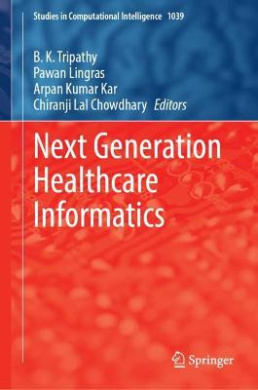 Studies in Computational Intelligence 1039
B. K. Tripathy
Pawan Lingras
Arpan Kumar Kar
Chiranji Lal Chowdhary Editors
Next Generation
Healthcare
Informatics
Springer